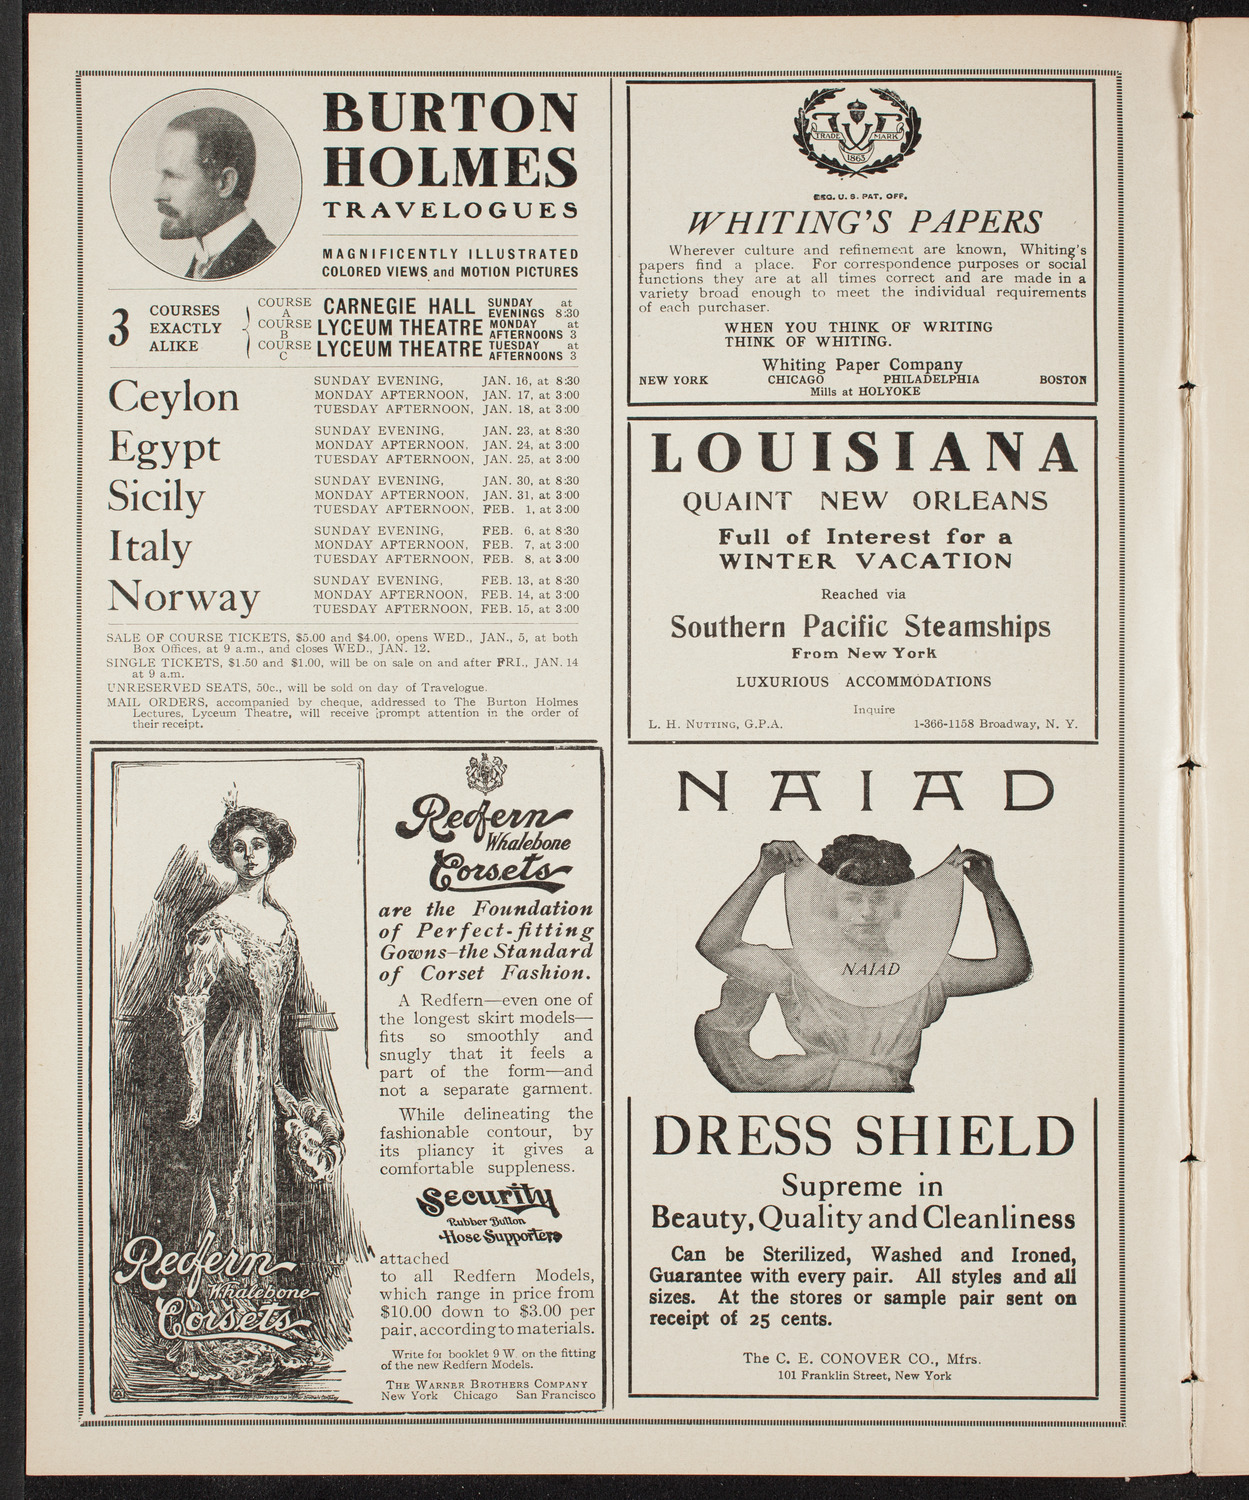 BURTON
HOLMES
TRAVELOGUES
MAGNIFICENTLY ILLUSTRATED
COLORED VIEWS and MOTION PICTURES
3
COURSES
EXACTLY
ALIKE
COURSE A CARNEGIE HALL SUNDAY EVENINGS at 8:30
COURSE B LYCEUM THEATRE MONDAY AFTERNOONS at 3
COURSE C LYCEUM THEATRE TUESDAY AFTERNOONS at 3
Ceylon
SUNDAY EVENING, JAN. 16, at 8:30
MONDAY AFTERNOON, JAN. 17, at 3:00
TUESDAY AFTERNOON, JAN. 18, at 3:00
Egypt
SUNDAY EVENING, JAN. 23, at 8:30
MONDAY AFTERNOON, JAN. 24, at 3:00
TUESDAY AFTERNOON, JAN. 25, at 3:00
Sicily
SUNDAY EVENING, JAN. 30, at 8:30
MONDAY AFTERNOON, JAN. 31, at 3:00
TUESDAY AFTERNOON, FEB. 1, at 3:00
Italy
SUNDAY EVENING, FEB. 6, at 8:30
MONDAY AFTERNOON, FEB. 7, at 3:00
TUESDAY AFTERNOON, FEB. 8, at 3:00
Norway
SUNDAY EVENING, FEB. 13, at 8:30
MONDAY AFTERNOON, FEB. 14, at 3:00
TUESDAY AFTERNOON, FEB. 15, at 3:00
SALE OF COURSE TICKETS, $5.00 and $4.00, opens WED., JAN., 5, at both
Box Offices, at 9 a.m., and closes WED., JAN. 12.
SINGLE TICKETS, $1.50 and $1.00, will be on sale on and after FRI., JAN. 14
at 9 a.m.
UNRESERVED SEATS, 50c., will be sold on day of Travelogue.
MAIL ORDERS, accompanied by cheque, addressed to The Burton Holmes
Lectures, Lyceum Theatre, will receive prompt attention in the order of
their receipt.
Redfern
Whalebone
Corsets
Redfern
Whalebone
Corsets
are the Foundation
of Perfect-fitting
Gowns—the Standard
of Corset Fashion.
A Redfern—even one of
the longest skirt models—
fits so smoothly and
snugly that it feels a
part of the form—and
not a separate garment.
While delineating the
fashionable contour, by
its pliancy it gives a
comfortable suppleness.
Security
Rubber Button
Hose Supporters
attached
to all Redfern Models,
which range in price from
$10.00 down to $3.00 per
pair, according to materials.
Write for booklet 9 W. on the fitting
of the new Redfern Models.
THE WARNER BROTHERS COMPANY
New York Chicago San Francisco
TRADE MARK
1865
REG. U. S. PAT. OFF.
WHITING'S PAPERS
Wherever culture and refinement are known, Whiting's
papers find a place. For correspondence purposes or social
functions they are at all times correct and are made in a
variety broad enough to meet the individual requirements
of each purchaser.
WHEN YOU THINK OF WRITING
THINK OF WHITING.
Whiting Paper Company
NEW YORK CHICAGO PHILADELPHIA BOSTON
Mills at HOLYOKE
LOUISIANA
QUAINT NEW ORLEANS
Full of Interest for a
WINTER VACATION
Reached via
Southern Pacific Steamships
From New York
LUXURIOUS ACCOMMODATIONS
Inquire
L. H. NUTTING, G.P.A. 1-366-1158 Broadway, N. Y.
NAIAD
NAIAD
DRESS SHIELD
Supreme in
Beauty, Quality and Cleanliness
Can be Sterilized, Washed and Ironed,
Guarantee with every pair. All styles and all
sizes. At the stores or sample pair sent on
receipt of 25 cents.
The C. E. CONOVER CO., Mfrs.
101 Franklin Street, New York